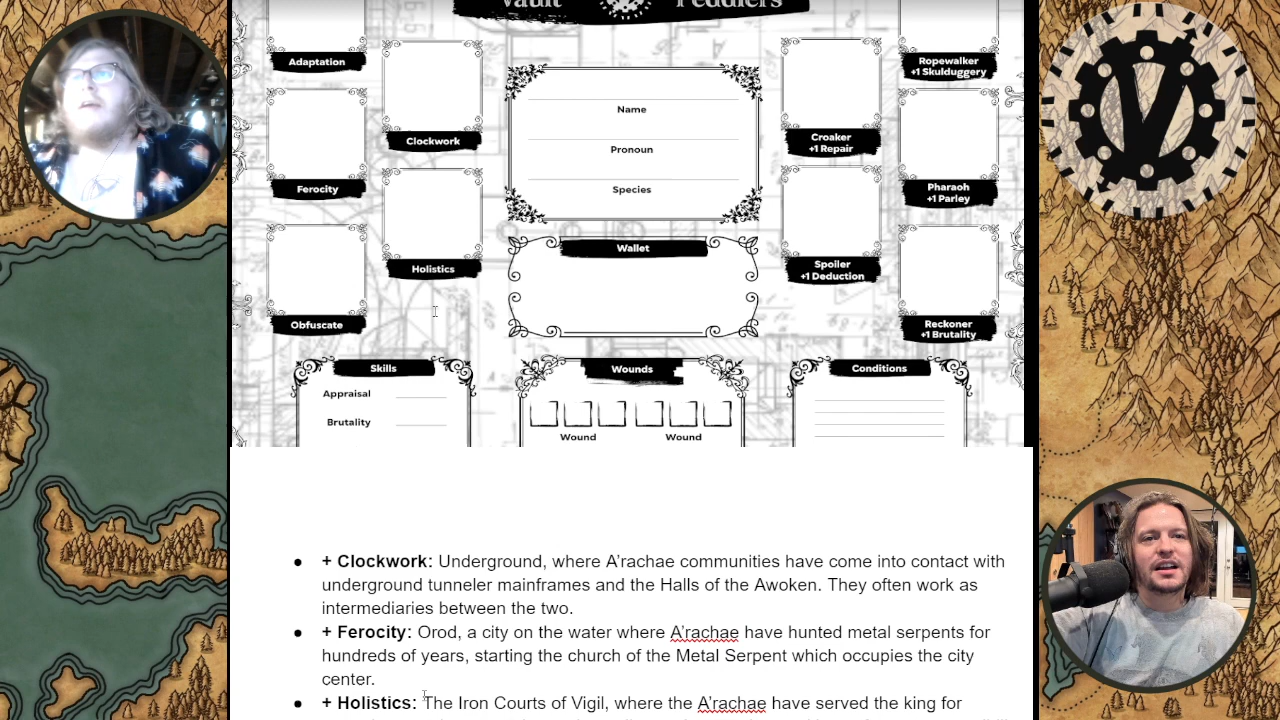 Vault Peddlers
Adaptation
Clockwork
Ferocity
Holistics
Obfuscate
Name
Pronoun
Species
Wallet
Croaker
+1 Repair
Ropewalker
+1 Skulduggery
Pharaoh
+1 Parley
Spoiler
+1 Deduction
Reckoner
+1 Brutality
Skills
Appraisal
Brutality
Wounds
Wound
Wound
Conditions
V
• + Clockwork: Underground, where A’rachae communities have come into contact with
underground tunneler mainframes and the Halls of the Awoken. They often work as
intermediaries between the two.
• + Ferocity: Orod, a city on the water where A’rachae have hunted metal serpents for
hundreds of years, starting the church of the Metal Serpent which occupies the city
center.
• + Holistics: The Iron Courts of Vigil, where the A’rachae have served the king for